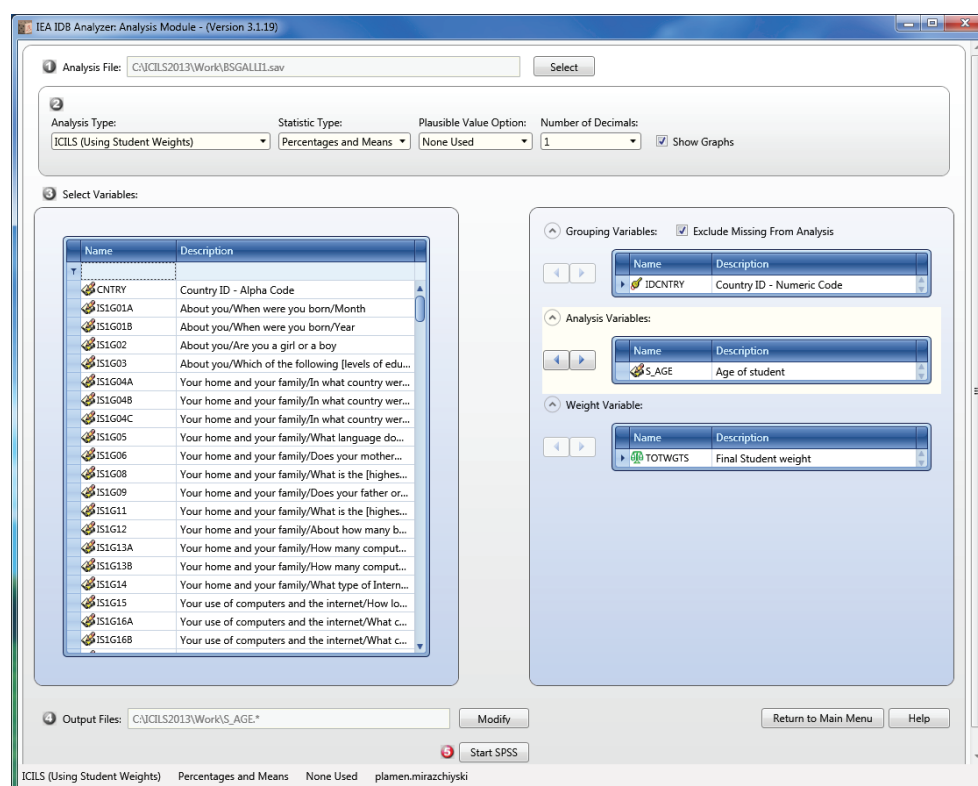 IEA IDB Analyzer: Analysis Module - (Version 3.1.19)
1 Analysis File: C:\ICILS2013\Work\BSGALLI1.sav Select
2
Analysis Type: Statistic Type: Plausible Value Option: Number of Decimals:
ICILS (Using Student Weights) Percentages and Means None Used 1 Show Graphs
3 Select Variables:
Grouping Variables: Exclude Missing From Analysis
Name Description
IDCNTRY Country ID - Numeric Code
Analysis Variables:
Name Description
S_AGE Age of student
Weight Variable:
Name Description
TOTWGTS Final Student weight
Name Description
CNTRY Country ID - Alpha Code
IS1G01A About you/When were you born/Month
IS1G01B About you/When were you born/Year
IS1G02 About you/Are you a girl or a boy
IS1G03 About you/Which of the following [levels of edu...
IS1G04A Your home and your family/In what country wer...
IS1G04B Your home and your family/In what country wer...
IS1G04C Your home and your family/In what country wer...
IS1G05 Your home and your family/What language do...
IS1G06 Your home and your family/Does your mother...
IS1G08 Your home and your family/What is the [highes...
IS1G09 Your home and your family/Does your father or...
IS1G11 Your home and your family/What is the [highes...
IS1G12 Your home and your family/About how many b...
IS1G13A Your home and your family/How many comput...
IS1G13B Your home and your family/How many comput...
IS1G14 Your home and your family/What type of Intern...
IS1G15 Your use of computers and the internet/How lo...
IS1G16A Your use of computers and the internet/What c...
IS1G16B Your use of computers and the internet/What c...
4 Output Files: C:\ICILS2013\Work\S_AGE.* Modify Return to Main Menu Help
5 Start SPSS
ICILS (Using Student Weights) Percentages and Means None Used plamen.mirazchiyski